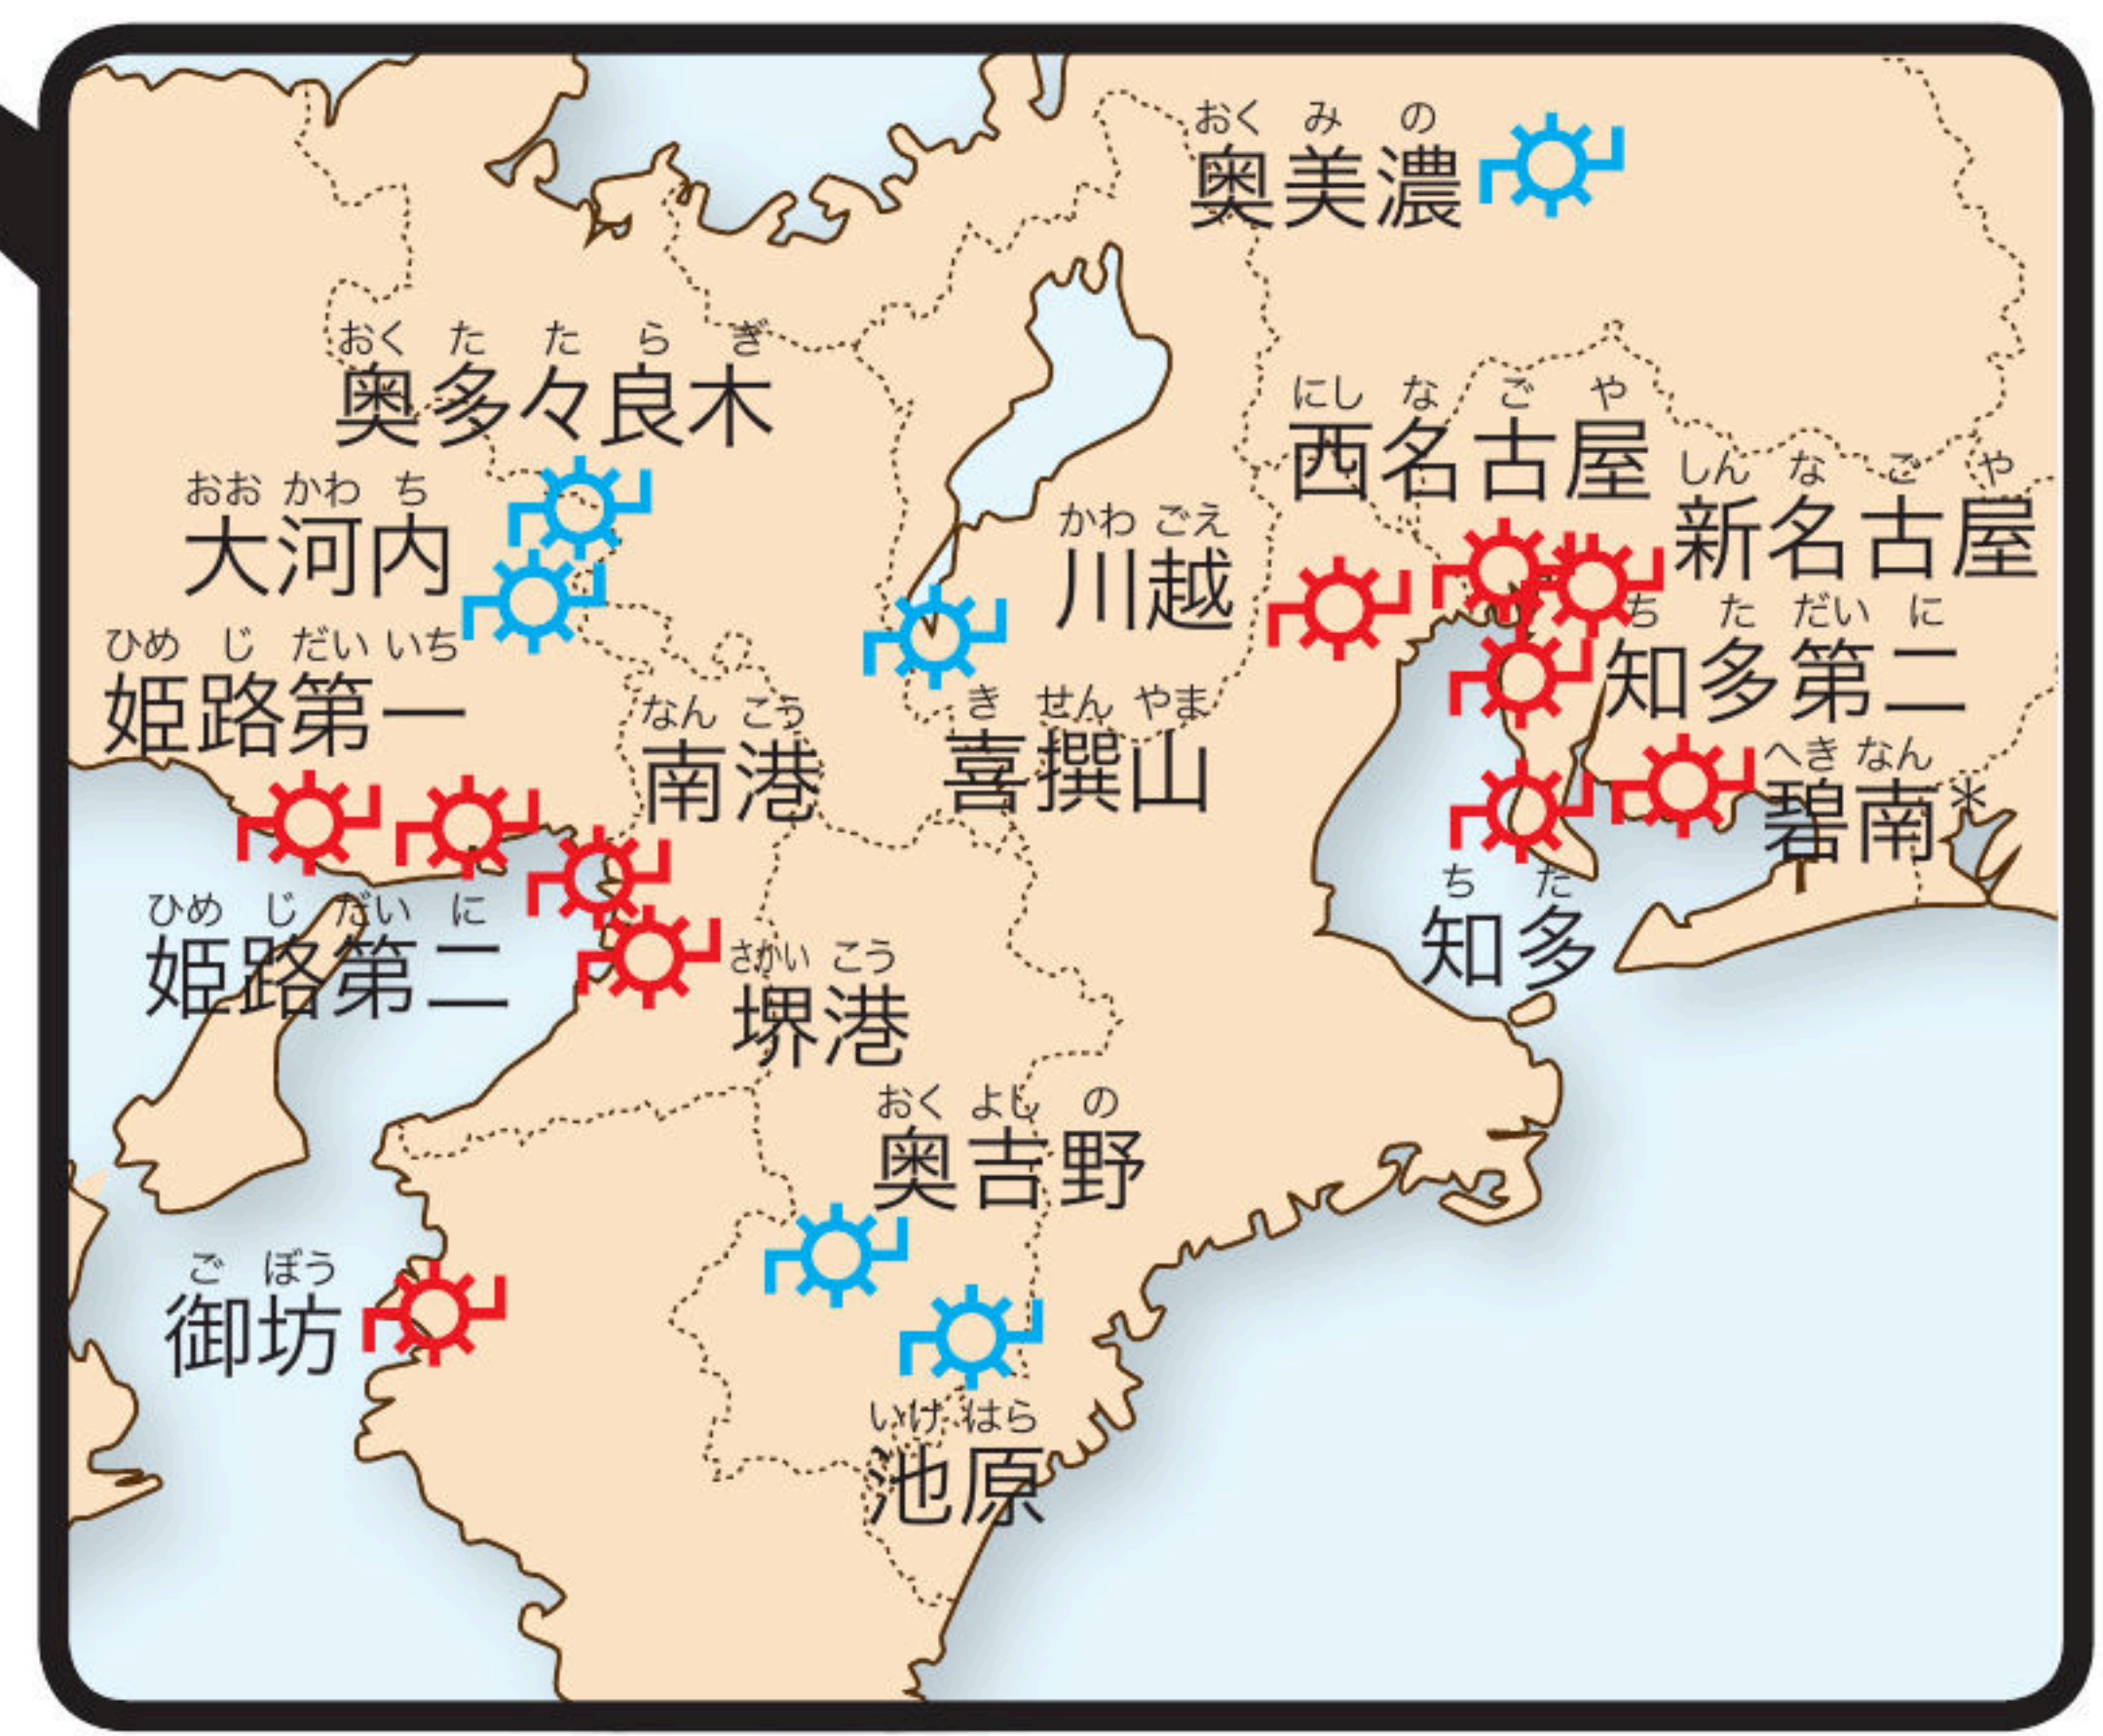 おく み の
奥美濃
おく た た ら ぎ
奥多々良木
にし な ご や
西名古屋
しん な ご や
新名古屋
おお かわ ち
大河内
かわ ごえ
川越
ち た だい に
知多第二
ひめ じ だい いち
姫路第一
なん こう
南港
き せん やま
喜撰山
へき なん
碧南*
ち た
知多
ひめ じ だい に
姫路第二
さかい こう
堺港
おく よし の
奥吉野
ご ぼう
御坊
いけ はら
池原